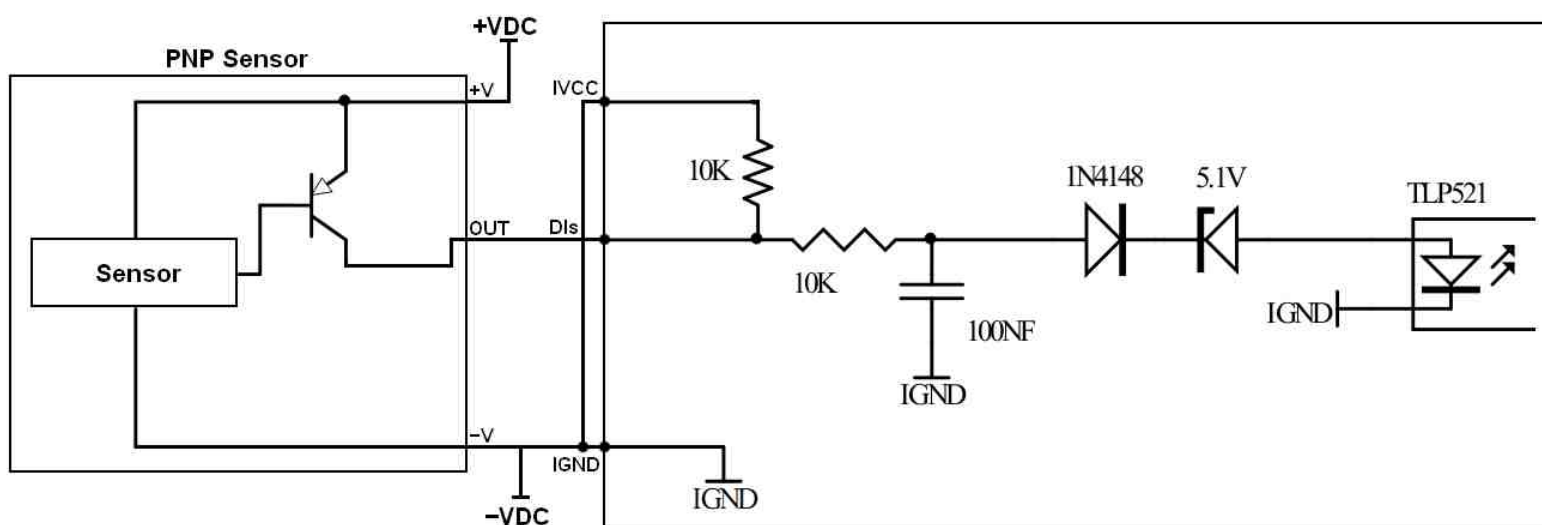 +VDC
PNP Sensor
+V
IVCC
10K
1N4148
5.1V
TLP521
OUT
DIs
Sensor
10K
IGND
100NF
IGND
-V
IGND
IGND
-VDC